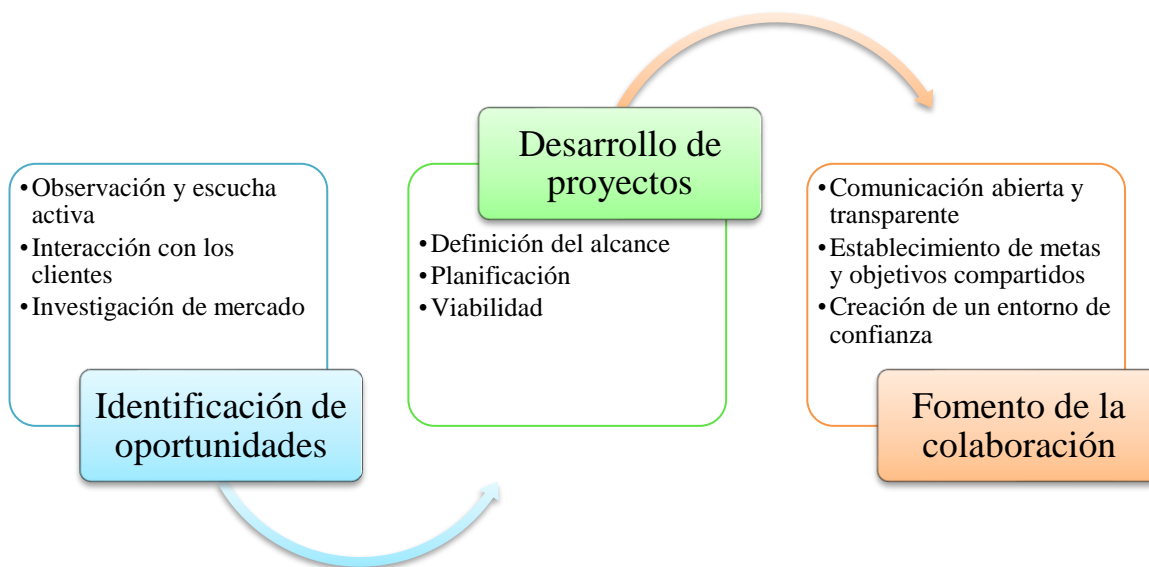 •Observación y escucha
activa
•Interacción con los
clientes
•Investigación de mercado
Identificación de
oportunidades
Desarrollo de
proyectos
•Definición del alcance
•Planificación
•Viabilidad
•Comunicación abierta y
transparente
•Establecimiento de metas
y objetivos compartidos
•Creación de un entorno de
confianza
Fomento de la
colaboración